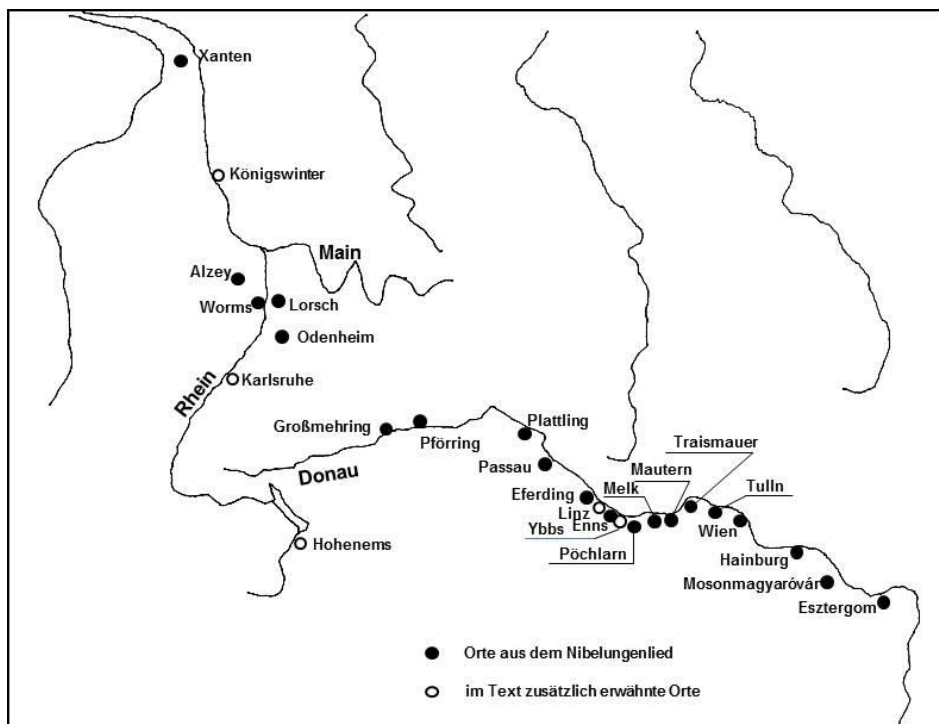 Xanten
Königswinter
Main
Alzey
Worms
Lorsch
Odenheim
Rhein
Karlsruhe
Großmehring
Pförring
Plattling
Donau
Passau
Traismauer
Mautern
Eferding
Melk
Tulln
Linz
Ybbs
Enns
Wien
Pöchlarn
Hohenems
Hainburg
Mosonmagyaróvár
Esztergom
Orte aus dem Nibelungenlied
im Text zusätzlich erwähnte Orte